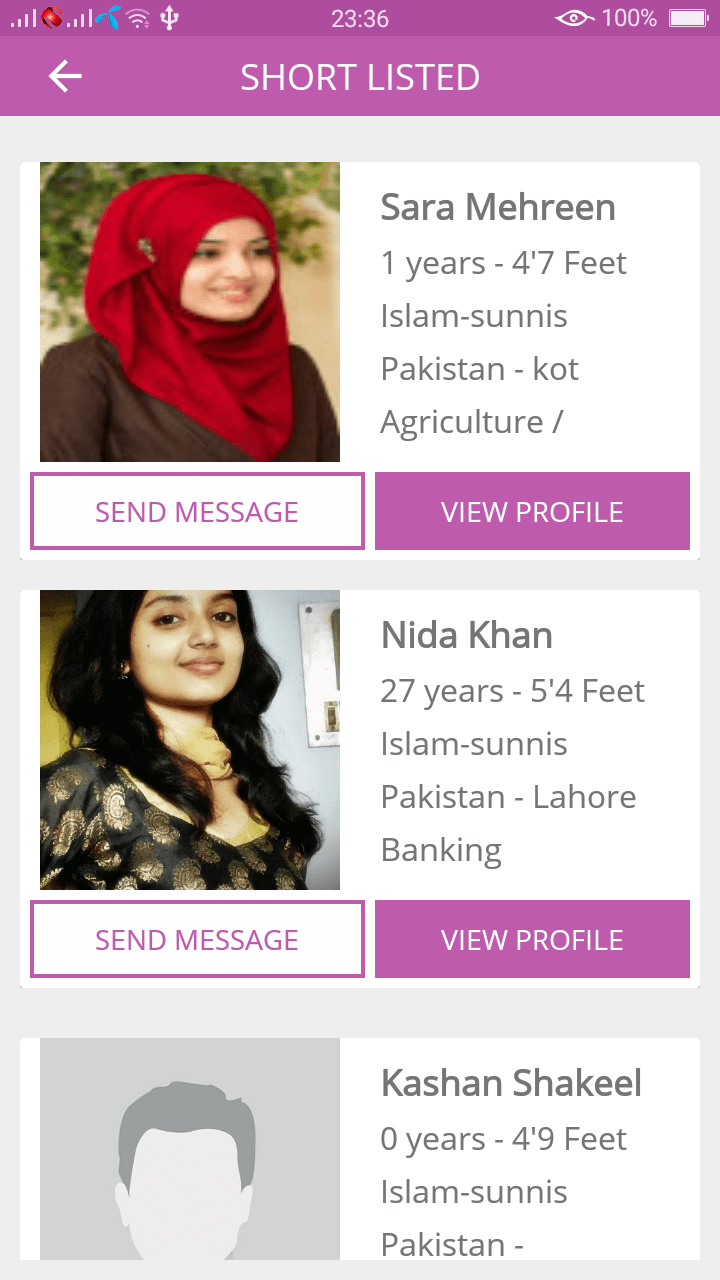 23:36
100%
SHORT LISTED
Sara Mehreen
1 years - 4'7 Feet
Islam-sunnis
Pakistan - kot
Agriculture /
SEND MESSAGE
VIEW PROFILE
Nida Khan
27 years - 5'4 Feet
Islam-sunnis
Pakistan - Lahore
Banking
SEND MESSAGE
VIEW PROFILE
Kashan Shakeel
0 years - 4'9 Feet
Islam-sunnis
Pakistan -